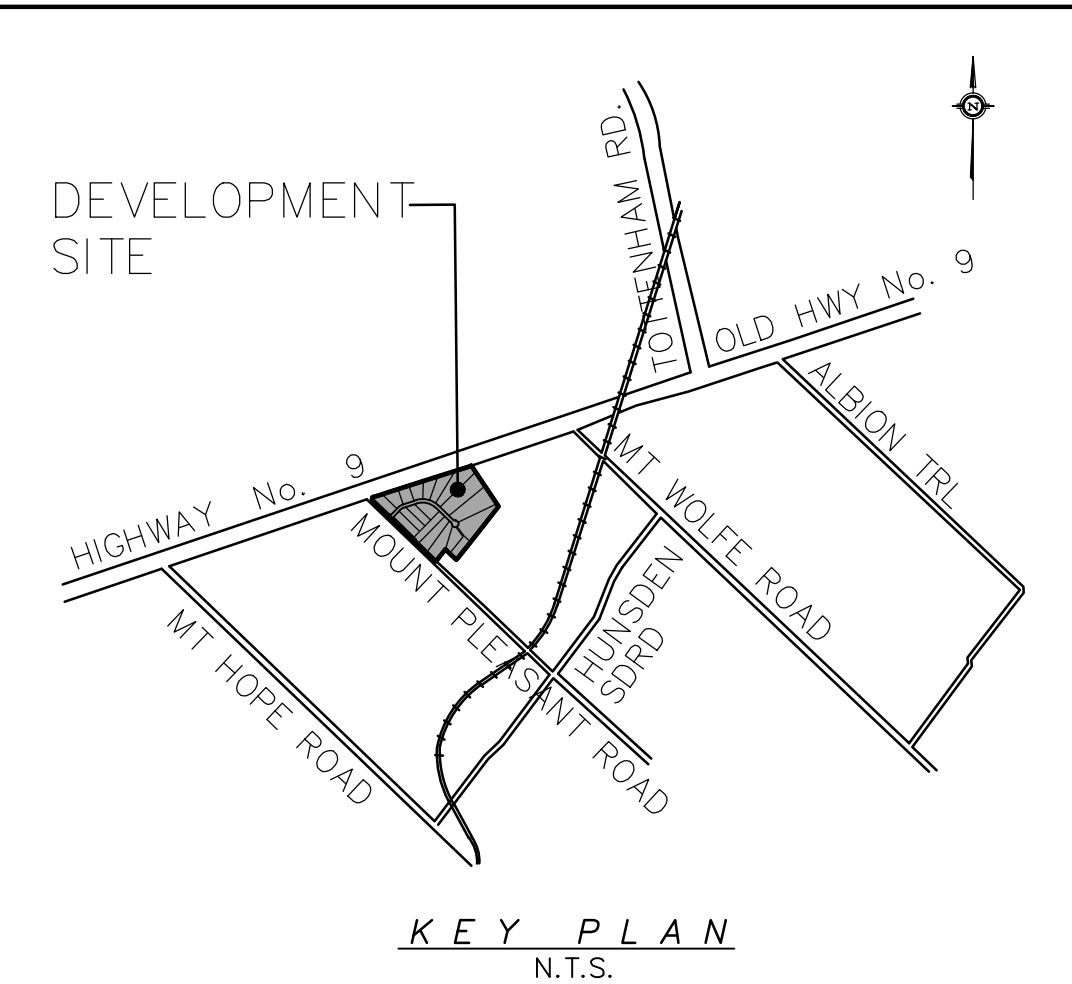 N
TOTTENHAM RD.
DEVELOPMENT
SITE
OLD HWY No. 9
HIGHWAY No. 9
ALBION TRL
MT WOLFE ROAD
MOUNT PLEASANT ROAD
HUNSDEN
SDRD
MT HOPE ROAD
KEY PLAN
N.T.S.